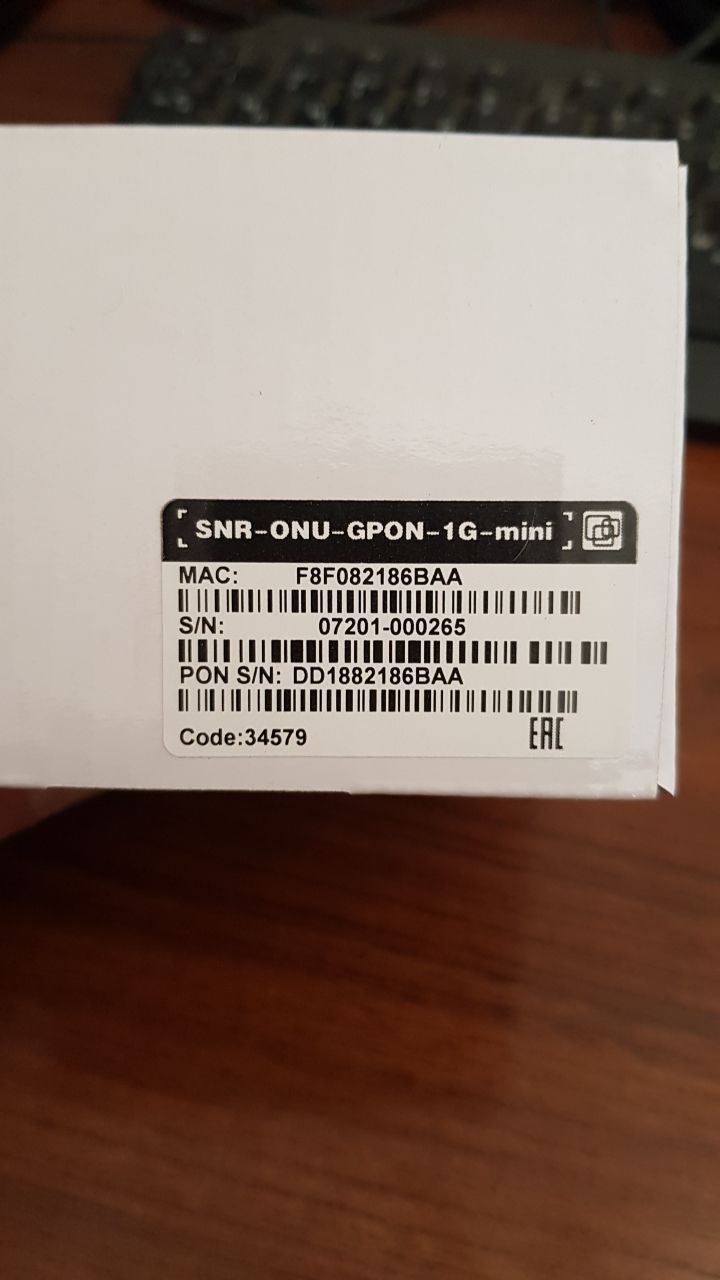 SNR-ONU-GPON-1G-mini
MAC: F8F082186BAA
S/N: 07201-000265
PON S/N: DD1882186BAA
Code:34579
EAC